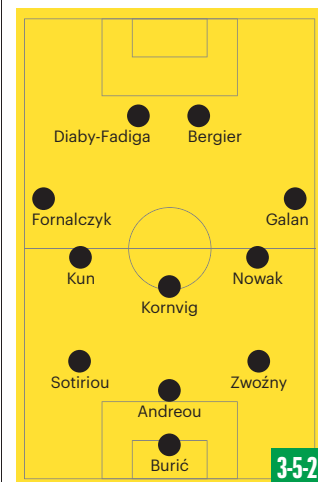 Diaby-Fadiga Bergier
Fornalczyk Galan
Kun Nowak
Kornvig
Sotiriou Zwoźny
Andreou
Burić
3-5-2